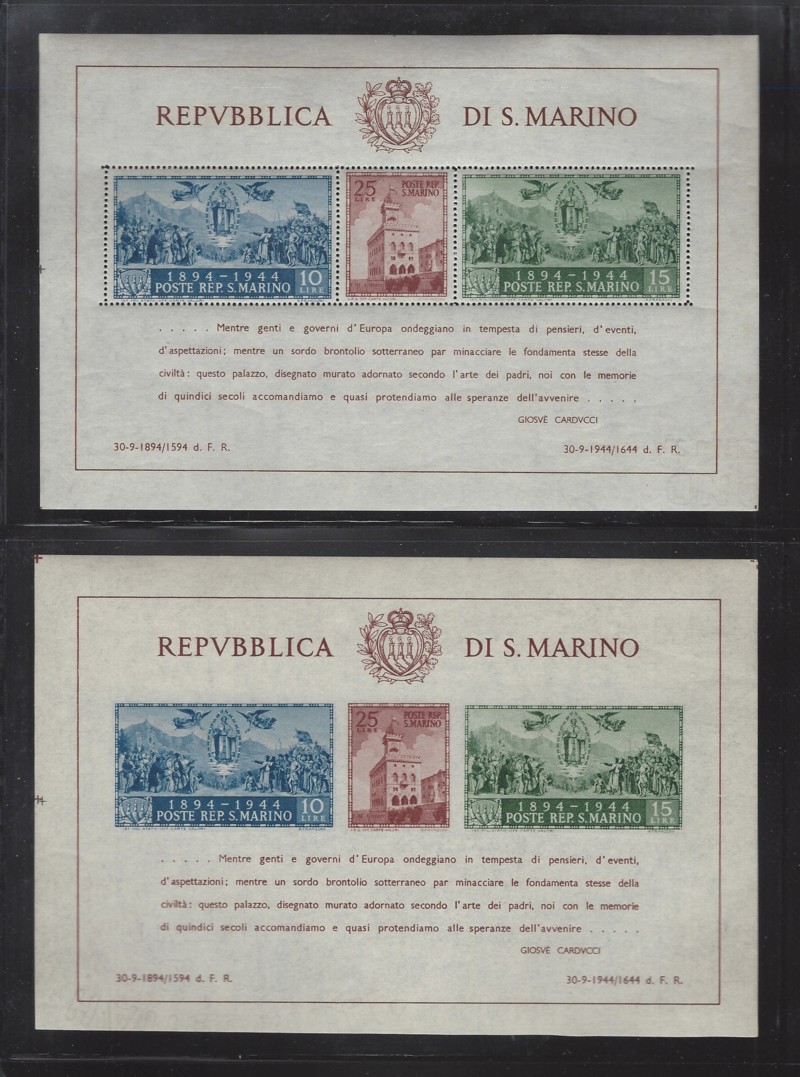 REPVBBLICA DI S. MARINO
25 LIRE POSTE REP. S. MARINO
1894-1944 1894-1944
POSTE REP. S. MARINO 10 LIRE POSTE REP. S. MARINO 15 LIRE
. . . . . Mentre genti e governi d'Europa ondeggiano in tempesta di pensieri, d'eventi,
d'aspettazioni; mentre un sordo brontolio sotterraneo par minacciare le fondamenta stesse della
civiltà: questo palazzo, disegnato murato adornato secondo l'arte dei padri, noi con le memorie
di quindici secoli accomandiamo e quasi protendiamo alle speranze dell'avvenire . . . . .
GIOSVÈ CARDVCCI
30-9-1894/1594 d. F. R. 30-9-1944/1644 d. F. R.
REPVBBLICA DI S. MARINO
25 LIRE POSTE REP. S. MARINO
1894-1944 1894-1944
POSTE REP. S. MARINO 10 LIRE POSTE REP. S. MARINO 15 LIRE
. . . . . Mentre genti e governi d'Europa ondeggiano in tempesta di pensieri, d'eventi,
d'aspettazioni; mentre un sordo brontolio sotterraneo par minacciare le fondamenta stesse della
civiltà: questo palazzo, disegnato murato adornato secondo l'arte dei padri, noi con le memorie
di quindici secoli accomandiamo e quasi protendiamo alle speranze dell'avvenire . . . . .
GIOSVÈ CARDVCCI
30-9-1894/1594 d. F. R. 30-9-1944/1644 d. F. R.